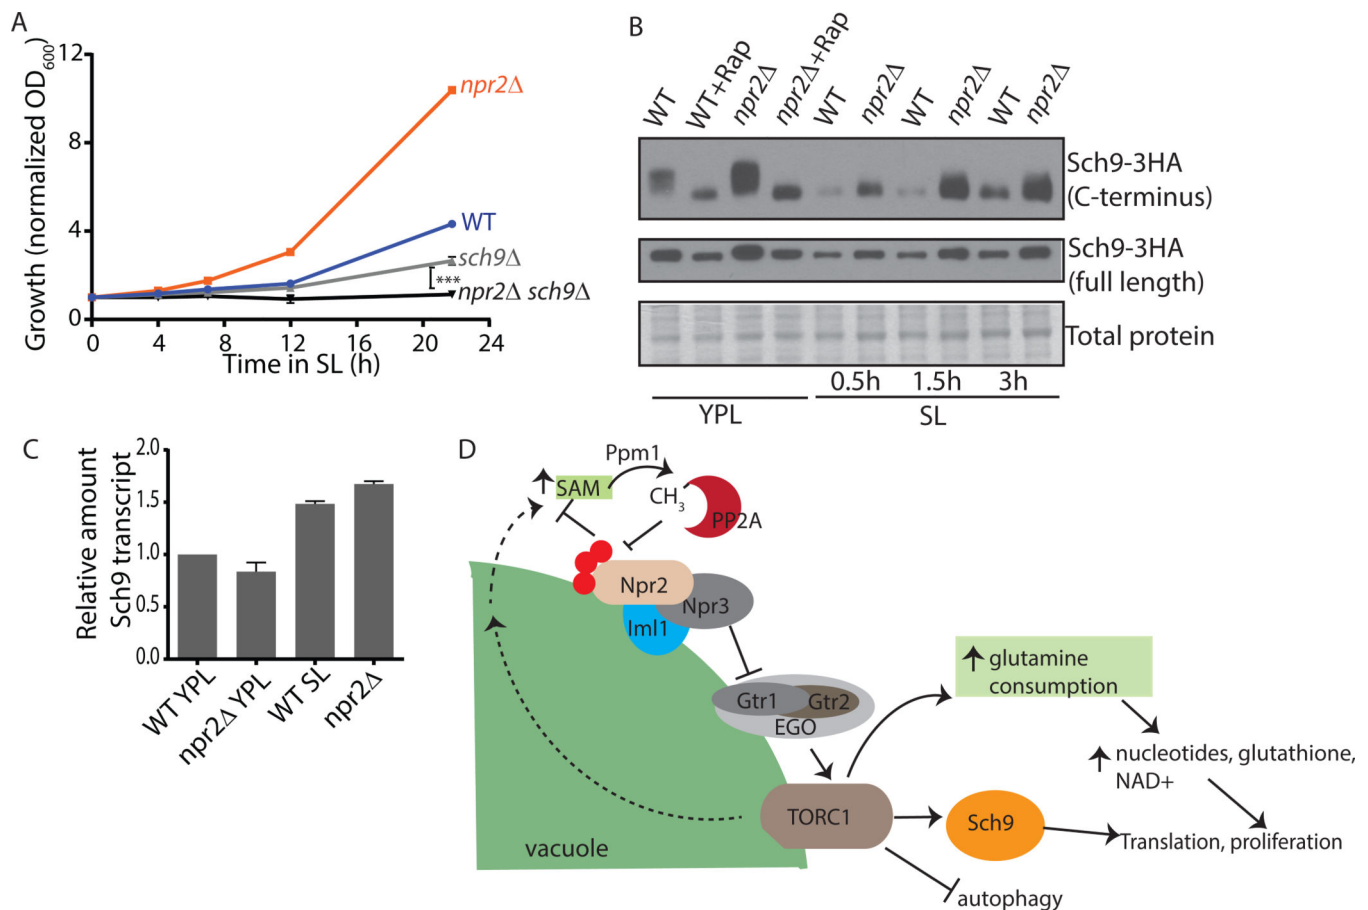 A
Growth (normalized OD600)
12
8
4
0
npr2Δ
WT
sch9Δ
***
npr2Δ sch9Δ
0 4 8 12 16 20 24
Time in SL (h)
B
WT WT+Rap npr2Δ npr2Δ+Rap WT npr2Δ WT npr2Δ WT npr2Δ
Sch9-3HA
(C-terminus)
Sch9-3HA
(full length)
Total protein
0.5h 1.5h 3h
YPL SL
C
Relative amount
Sch9 transcript
2.0
1.5
1.0
0.5
0.0
WT YPL
npr2Δ YPL
WT SL
npr2Δ
D
Ppm1
SAM
CH3
PP2A
Npr2
Npr3
Iml1
Gtr1
Gtr2
EGO
TORC1
vacuole
glutamine
consumption
nucleotides, glutathione,
NAD+
Sch9
Translation, proliferation
autophagy